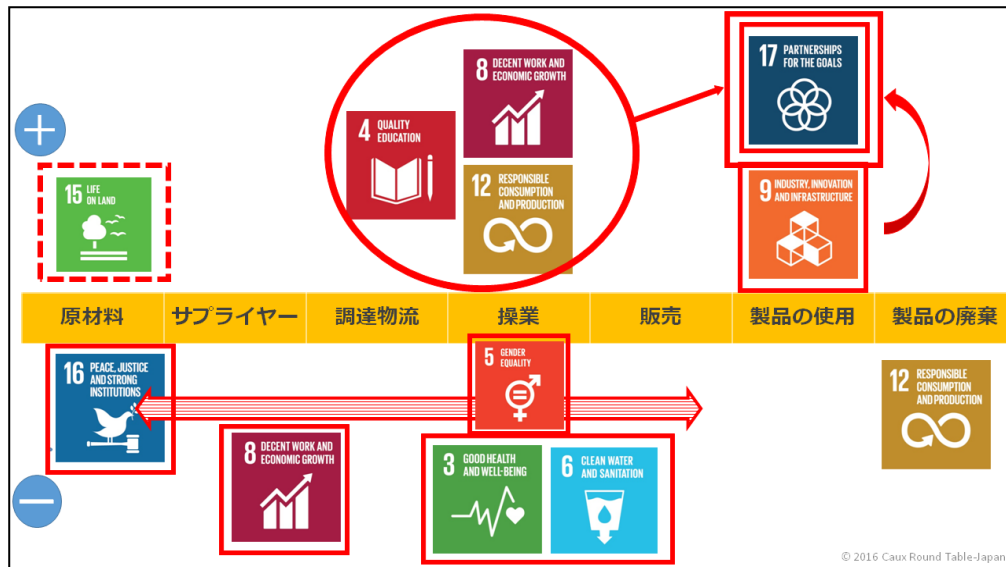 8 DECENT WORK AND
ECONOMIC GROWTH
17 PARTNERSHIPS
FOR THE GOALS
4 QUALITY
EDUCATION
12 RESPONSIBLE
CONSUMPTION
AND PRODUCTION
15 LIFE
ON LAND
9 INDUSTRY, INNOVATION
AND INFRASTRUCTURE
原材料
サプライヤー
調達物流
操業
販売
製品の使用
製品の廃棄
16 PEACE, JUSTICE
AND STRONG
INSTITUTIONS
5 GENDER
EQUALITY
12 RESPONSIBLE
CONSUMPTION
AND PRODUCTION
8 DECENT WORK AND
ECONOMIC GROWTH
3 GOOD HEALTH
AND WELL-BEING
6 CLEAN WATER
AND SANITATION
© 2016 Caux Round Table-Japan